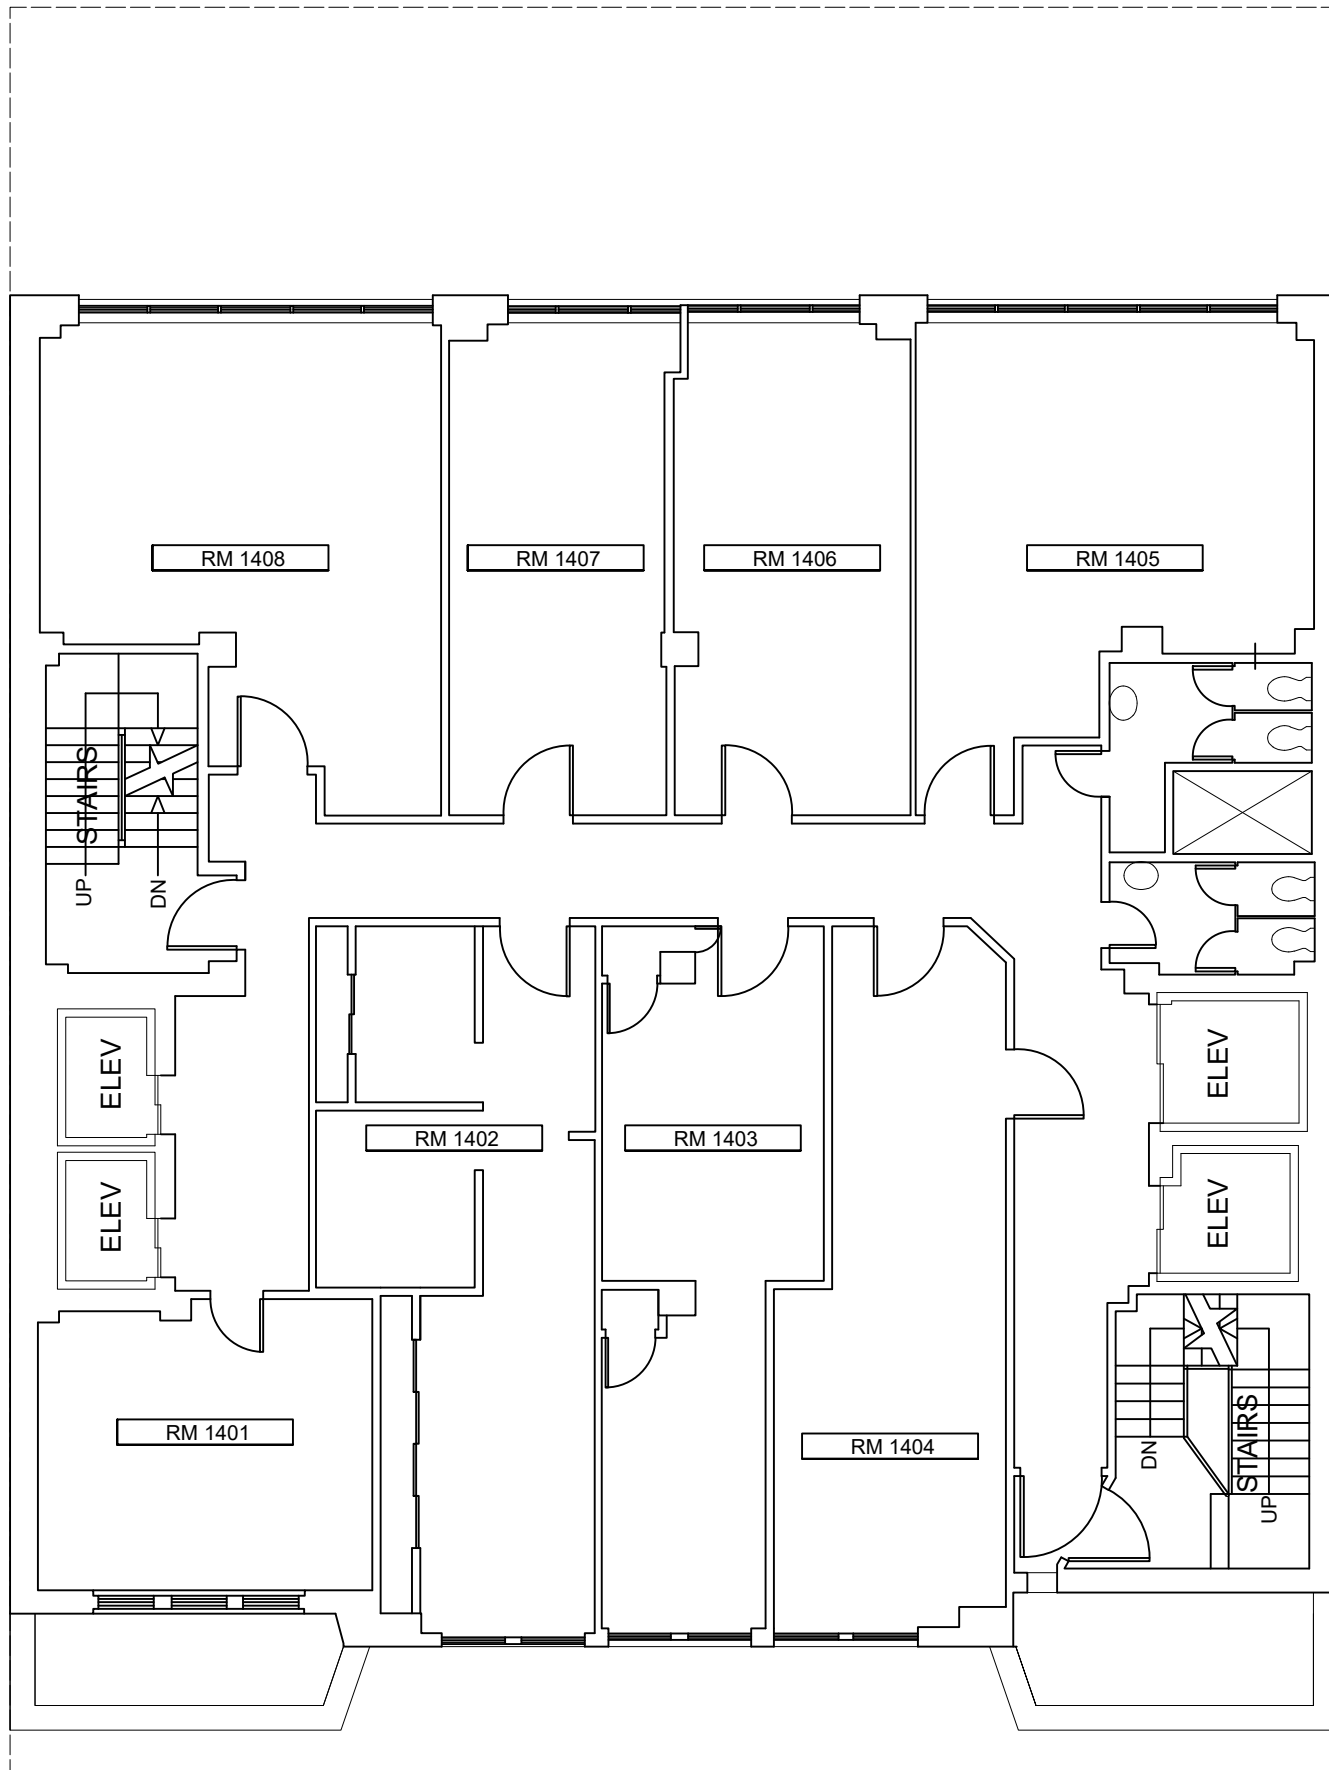 RM 1408
RM 1407
RM 1406
RM 1405
STAIRS
UP
DN
ELEV
ELEV
RM 1402
RM 1403
ELEV
ELEV
RM 1401
RM 1404
DN
STAIRS
UP